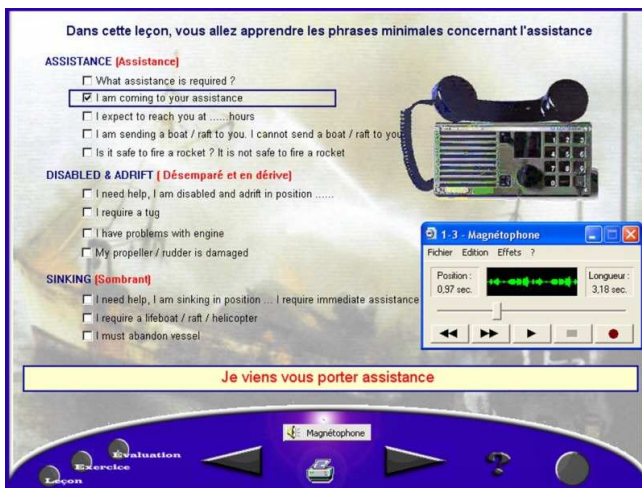 Dans cette leçon, vous allez apprendre les phrases minimales concernant l'assistance
ASSISTANCE (Assistance)
What assistance is required ?
I am coming to your assistance
I expect to reach you at ......hours
I am sending a boat / raft to you. I cannot send a boat / raft to you
Is it safe to fire a rocket ? It is not safe to fire a rocket
DISABLED & ADRIFT ( Désemparé et en dérive)
I need help, I am disabled and adrift in position ......
I require a tug
I have problems with engine
My propeller / rudder is damaged
SINKING (Sombrant)
I need help, I am sinking in position ... I require immediate assistance
I require a lifeboat / raft / helicopter
I must abandon vessel
1-3 - Magnétophone
Fichier Edition Effets ?
Position : Longueur :
0,97 sec. 3,18 sec.
Je viens vous porter assistance
Magnétophone
Évaluation
Exercice
Leçon
?